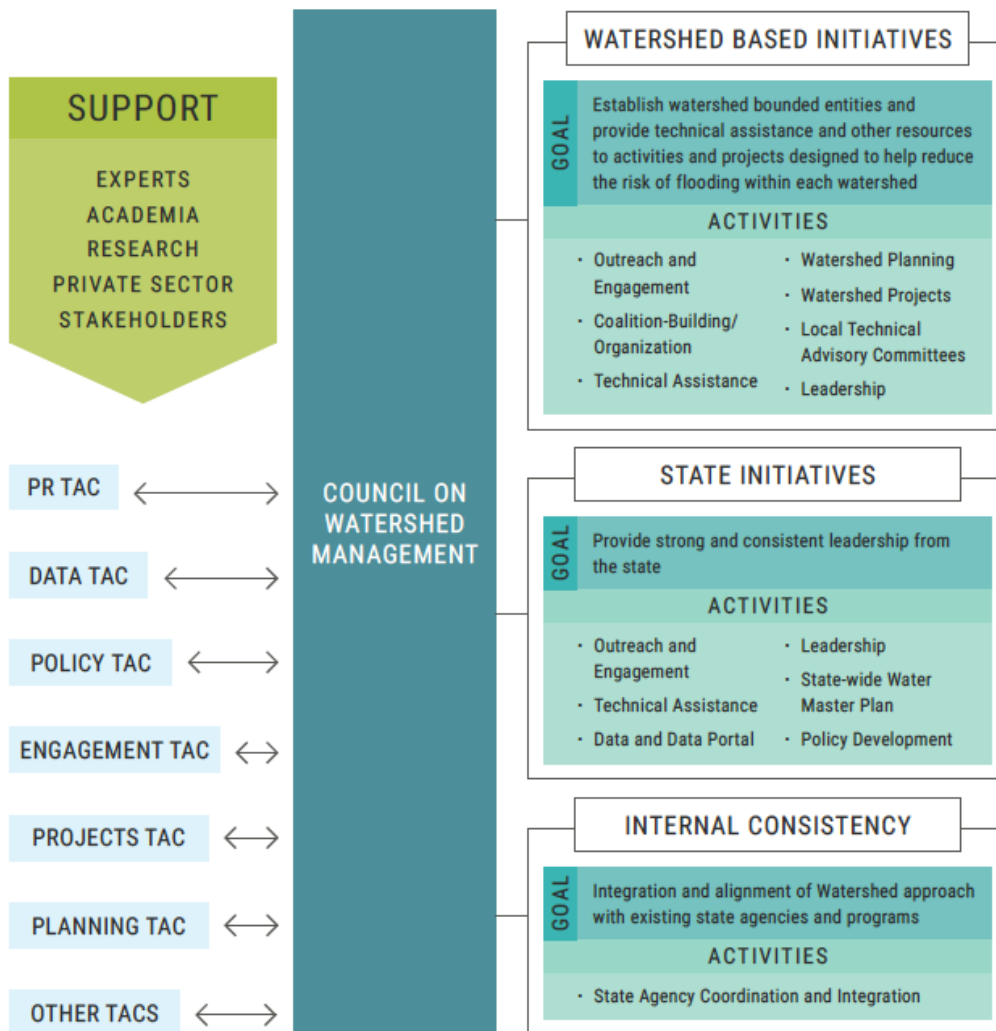 SUPPORT
EXPERTS
ACADEMIA
RESEARCH
PRIVATE SECTOR
STAKEHOLDERS
PR TAC
DATA TAC
POLICY TAC
ENGAGEMENT TAC
PROJECTS TAC
PLANNING TAC
OTHER TACS
COUNCIL ON
WATERSHED
MANAGEMENT
WATERSHED BASED INITIATIVES
GOAL
Establish watershed bounded entities and
provide technical assistance and other resources
to activities and projects designed to help reduce
the risk of flooding within each watershed
ACTIVITIES
· Outreach and
Engagement
· Coalition-Building/
Organization
· Technical Assistance
· Watershed Planning
· Watershed Projects
· Local Technical
Advisory Committees
· Leadership
STATE INITIATIVES
GOAL
Provide strong and consistent leadership from
the state
ACTIVITIES
· Outreach and
Engagement
· Technical Assistance
· Data and Data Portal
· Leadership
· State-wide Water
Master Plan
· Policy Development
INTERNAL CONSISTENCY
GOAL
Integration and alignment of Watershed approach
with existing state agencies and programs
ACTIVITIES
· State Agency Coordination and Integration